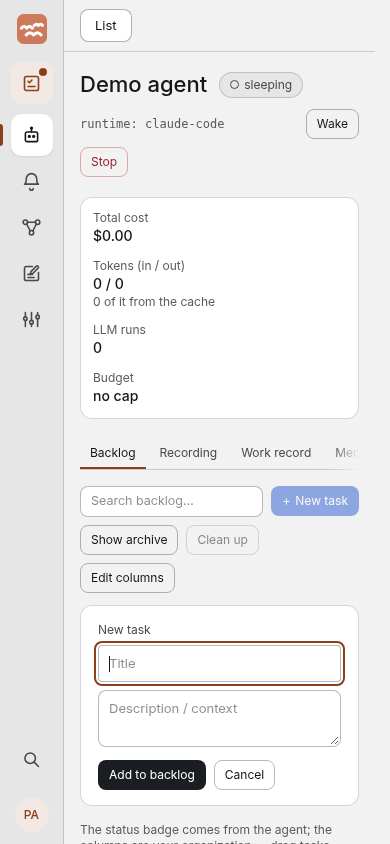 List
Demo agent
sleeping
runtime: claude-code
Wake
Stop
Total cost
$0.00
Tokens (in / out)
0 / 0
0 of it from the cache
LLM runs
0
Budget
no cap
Backlog Recording Work record
Search backlog...
+ New task
Show archive
Clean up
Edit columns
New task
Title
Description / context
Add to backlog
Cancel
PA
The status badge comes from the agent; the